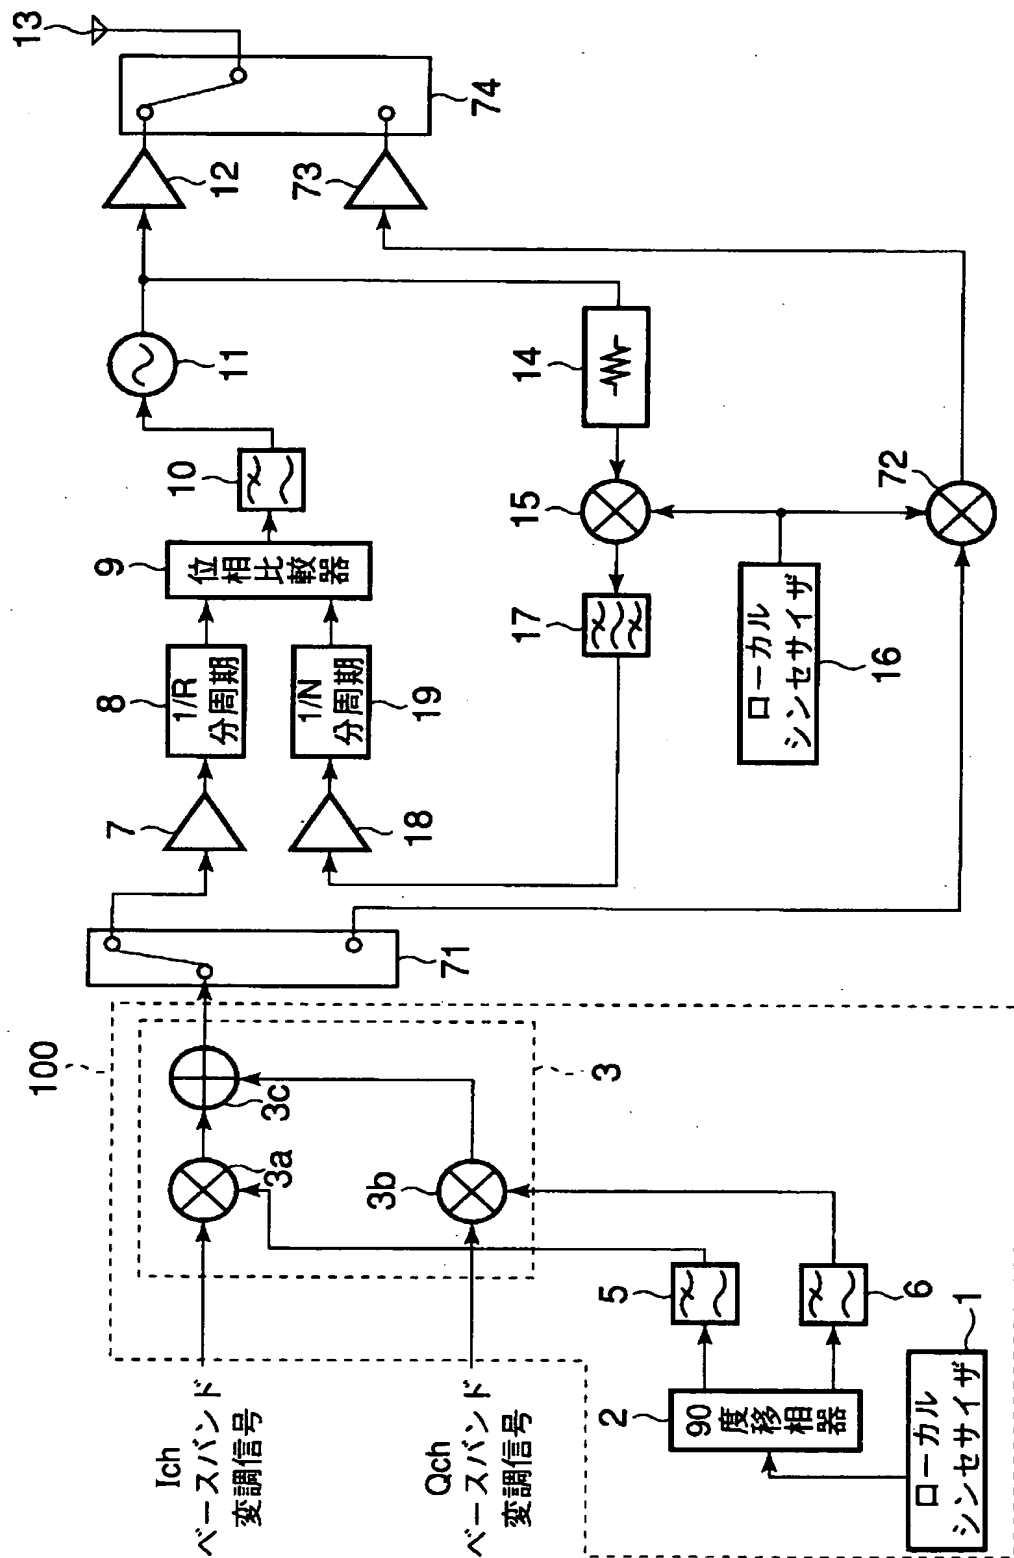 100
Ich
ベースバンド
変調信号
Qch
ベースバンド
変調信号
3a
3b
3c
3
5
6
2
90
度移相器
1
ローカル
シンセサイザ
71
7
8
1/R
分周期
9
位相比較器
10
11
12
13
74
73
18
19
1/N
分周期
17
15
14
16
ローカル
シンセサイザ
72